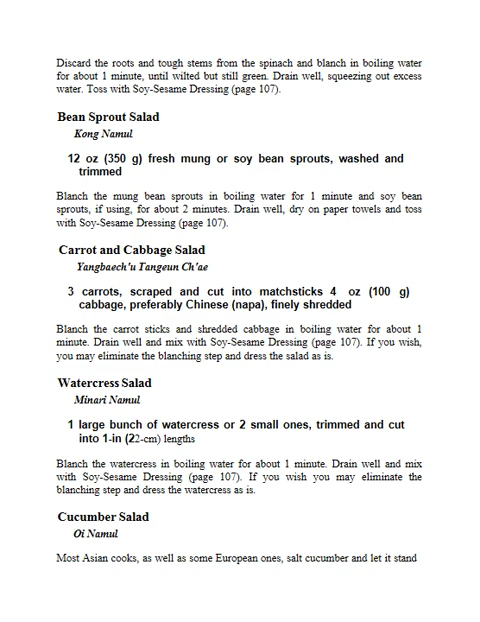 Discard the roots and tough stems from the spinach and blanch in boiling water
for about 1 minute, until wilted but still green. Drain well, squeezing out excess
water. Toss with Soy-Sesame Dressing (page 107).
Bean Sprout Salad
Kong Namul
12 oz (350 g) fresh mung or soy bean sprouts, washed and
trimmed
Blanch the mung bean sprouts in boiling water for 1 minute and soy bean
sprouts, if using, for about 2 minutes. Drain well, dry on paper towels and toss
with Soy-Sesame Dressing (page 107).
Carrot and Cabbage Salad
Yangbaech'u Tangeun Ch'ae
3 carrots, scraped and cut into matchsticks 4 oz (100 g)
cabbage, preferably Chinese (napa), finely shredded
Blanch the carrot sticks and shredded cabbage in boiling water for about 1
minute. Drain well and mix with Soy-Sesame Dressing (page 107). If you wish,
you may eliminate the blanching step and dress the salad as is.
Watercress Salad
Minari Namul
1 large bunch of watercress or 2 small ones, trimmed and cut
into 1-in (22-cm) lengths
Blanch the watercress in boiling water for about 1 minute. Drain well and mix
with Soy-Sesame Dressing (page 107). If you wish you may eliminate the
blanching step and dress the watercress as is.
Cucumber Salad
Oi Namul
Most Asian cooks, as well as some European ones, salt cucumber and let it stand